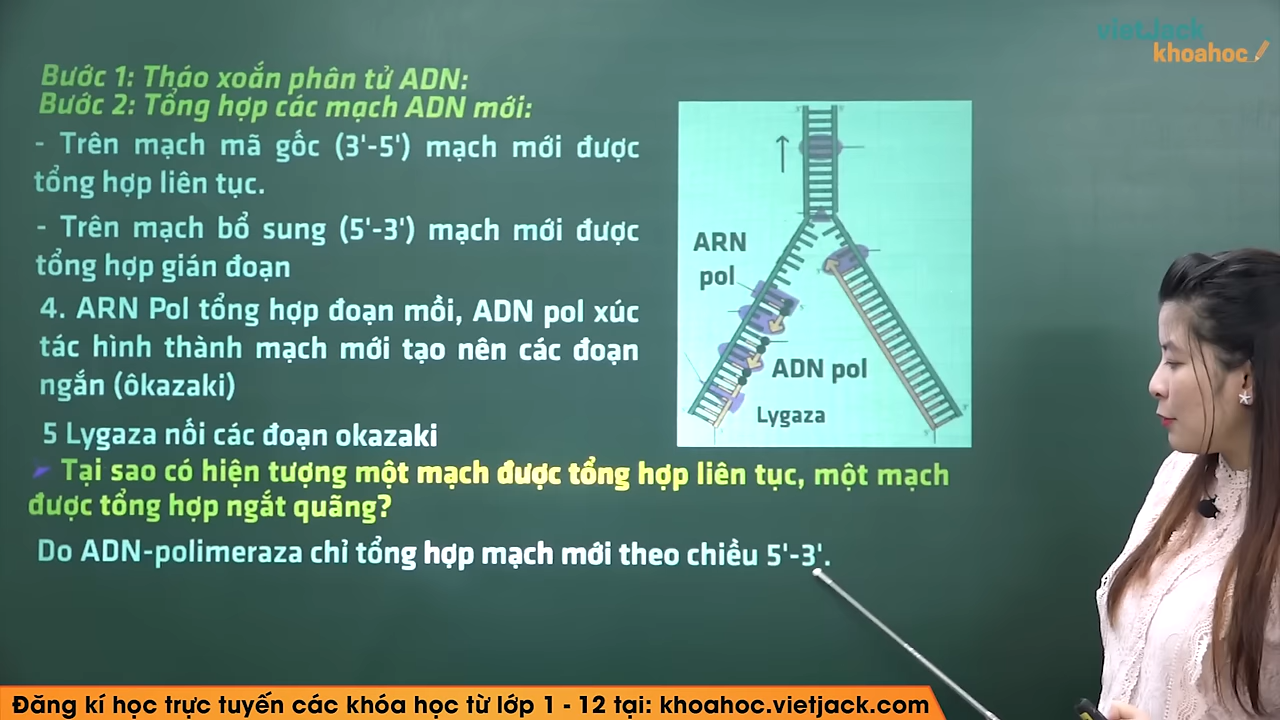 vietJack
khoahoc
Bước 1: Tháo xoắn phân tử ADN:
Bước 2: Tổng hợp các mạch ADN mới:
- Trên mạch mã gốc (3'-5') mạch mới được
tổng hợp liên tục.
- Trên mạch bổ sung (5'-3') mạch mới được
tổng hợp gián đoạn
4. ARN Pol tổng hợp đoạn mồi, ADN pol xúc
tác hình thành mạch mới tạo nên các đoạn
ngắn (ôkazaki)
5 Lygaza nối các đoạn okazaki
ARN
pol
ADN pol
Lygaza
Tại sao có hiện tượng một mạch được tổng hợp liên tục, một mạch
được tổng hợp ngắt quãng?
Do ADN-polimeraza chỉ tổng hợp mạch mới theo chiều 5'-3'.
Đăng kí học trực tuyến các khóa học từ lớp 1 - 12 tại: khoahoc.vietjack.com